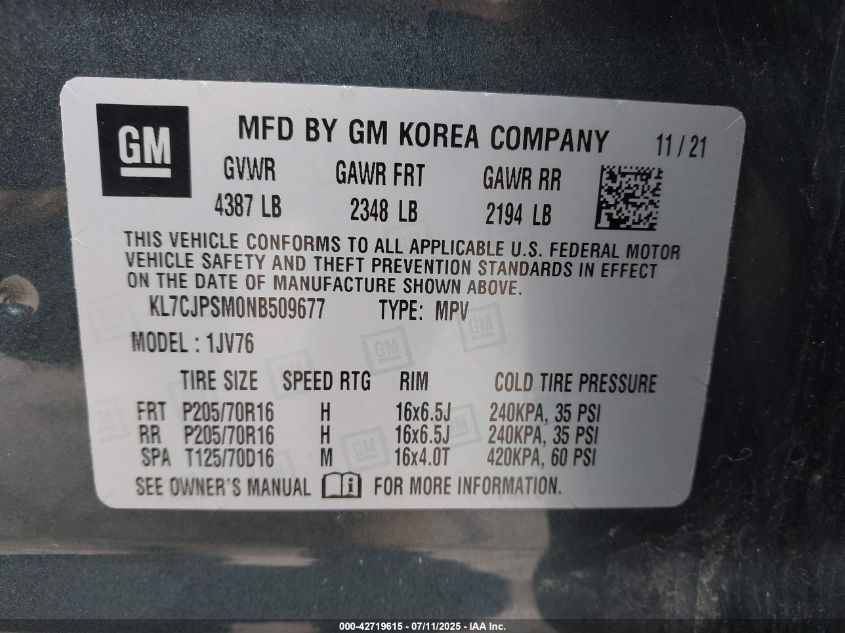 GM
MFD BY GM KOREA COMPANY 11/21
GVWR GAWR FRT GAWR RR
4387 LB 2348 LB 2194 LB
THIS VEHICLE CONFORMS TO ALL APPLICABLE U.S. FEDERAL MOTOR
VEHICLE SAFETY AND THEFT PREVENTION STANDARDS IN EFFECT
ON THE DATE OF MANUFACTURE SHOWN ABOVE.
KL7CJPSM0NB509677 TYPE: MPV
MODEL : 1JV76
TIRE SIZE SPEED RTG RIM COLD TIRE PRESSURE
FRT P205/70R16 H 16x6.5J 240KPA, 35 PSI
RR P205/70R16 H 16x6.5J 240KPA, 35 PSI
SPA T125/70D16 M 16x4.0T 420KPA, 60 PSI
SEE OWNER'S MANUAL i FOR MORE INFORMATION.
000-42719615 - 07/11/2025 - IAA Inc.